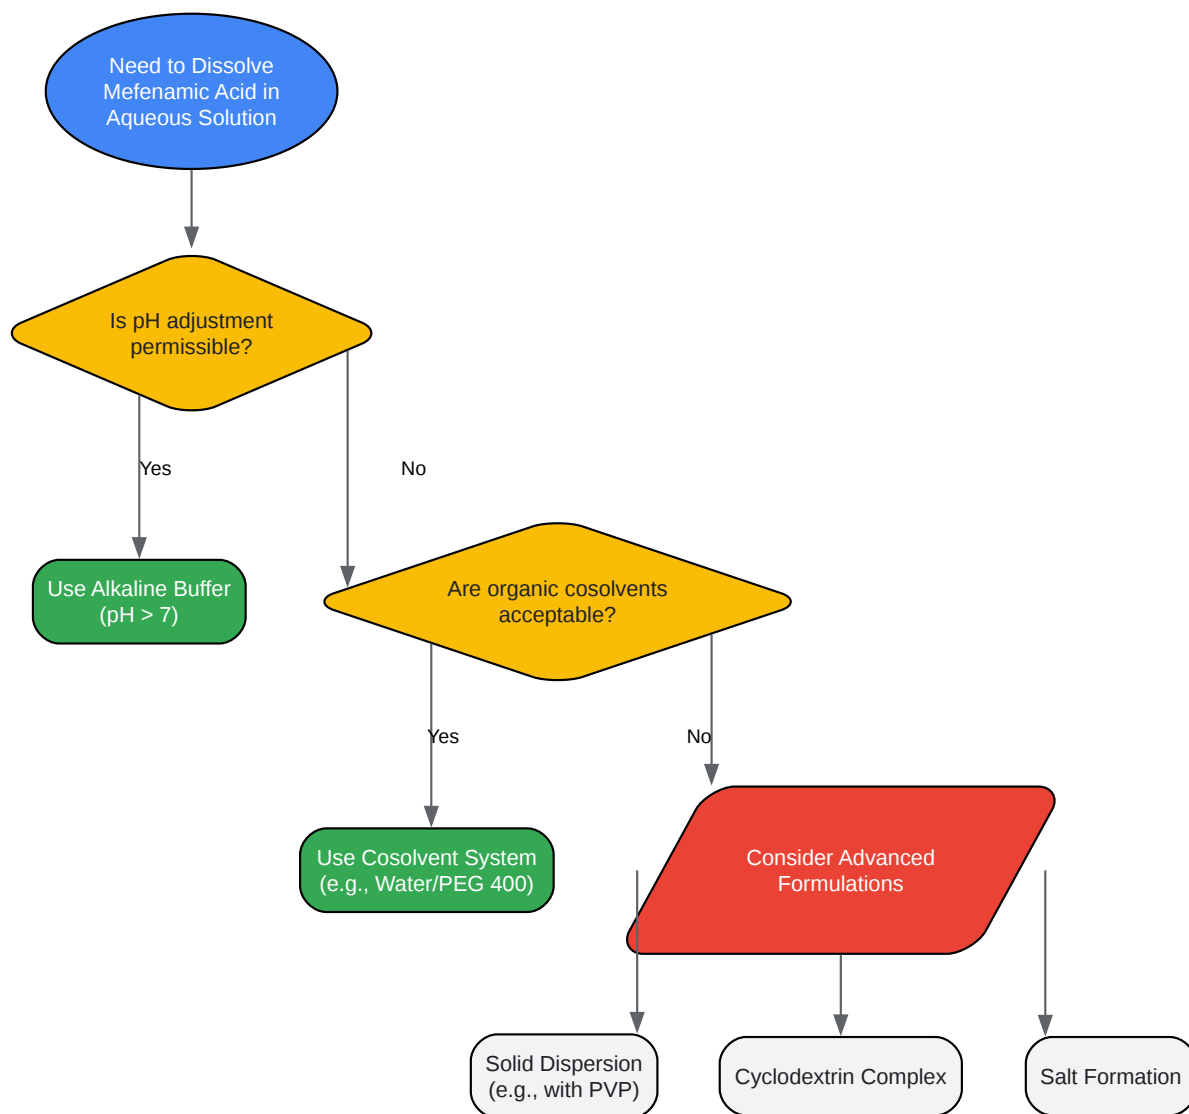 Need to Dissolve
Mefenamic Acid in
Aqueous Solution
Is pH adjustment
permissible?
Yes
No
Use Alkaline Buffer
(pH > 7)
Are organic cosolvents
acceptable?
Yes
No
Use Cosolvent System
(e.g., Water/PEG 400)
Consider Advanced
Formulations
Solid Dispersion
(e.g., with PVP)
Cyclodextrin Complex
Salt Formation